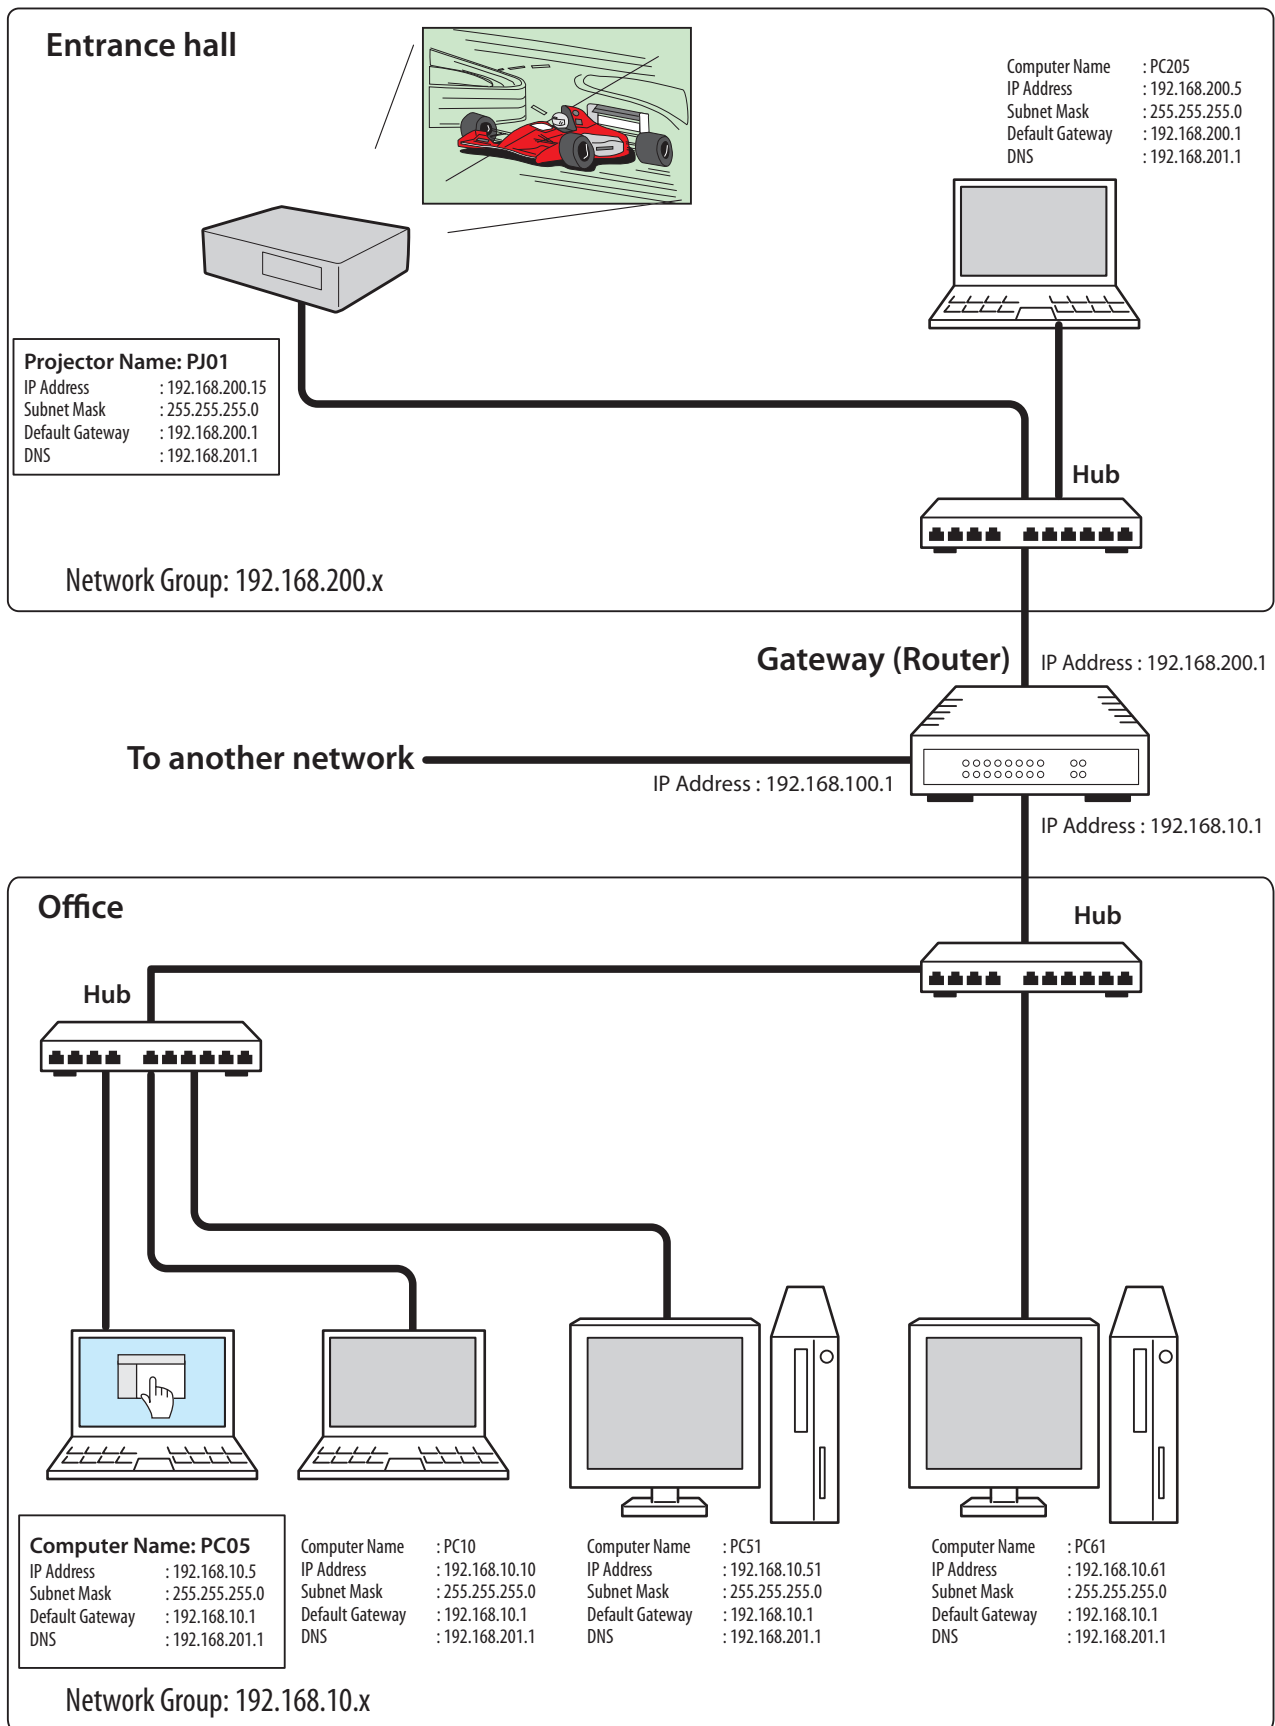 Entrance hall
Computer Name : PC205
IP Address : 192.168.200.5
Subnet Mask : 255.255.255.0
Default Gateway : 192.168.200.1
DNS : 192.168.201.1
Projector Name: PJ01
IP Address : 192.168.200.15
Subnet Mask : 255.255.255.0
Default Gateway : 192.168.200.1
DNS : 192.168.201.1
Hub
Network Group: 192.168.200.x
Gateway (Router)
IP Address : 192.168.200.1
To another network
IP Address : 192.168.100.1
IP Address : 192.168.10.1
Office
Hub
Hub
Computer Name: PC05
IP Address : 192.168.10.5
Subnet Mask : 255.255.255.0
Default Gateway : 192.168.10.1
DNS : 192.168.201.1
Computer Name : PC10
IP Address : 192.168.10.10
Subnet Mask : 255.255.255.0
Default Gateway : 192.168.10.1
DNS : 192.168.201.1
Computer Name : PC51
IP Address : 192.168.10.51
Subnet Mask : 255.255.255.0
Default Gateway : 192.168.10.1
DNS : 192.168.201.1
Computer Name : PC61
IP Address : 192.168.10.61
Subnet Mask : 255.255.255.0
Default Gateway : 192.168.10.1
DNS : 192.168.201.1
Network Group: 192.168.10.x